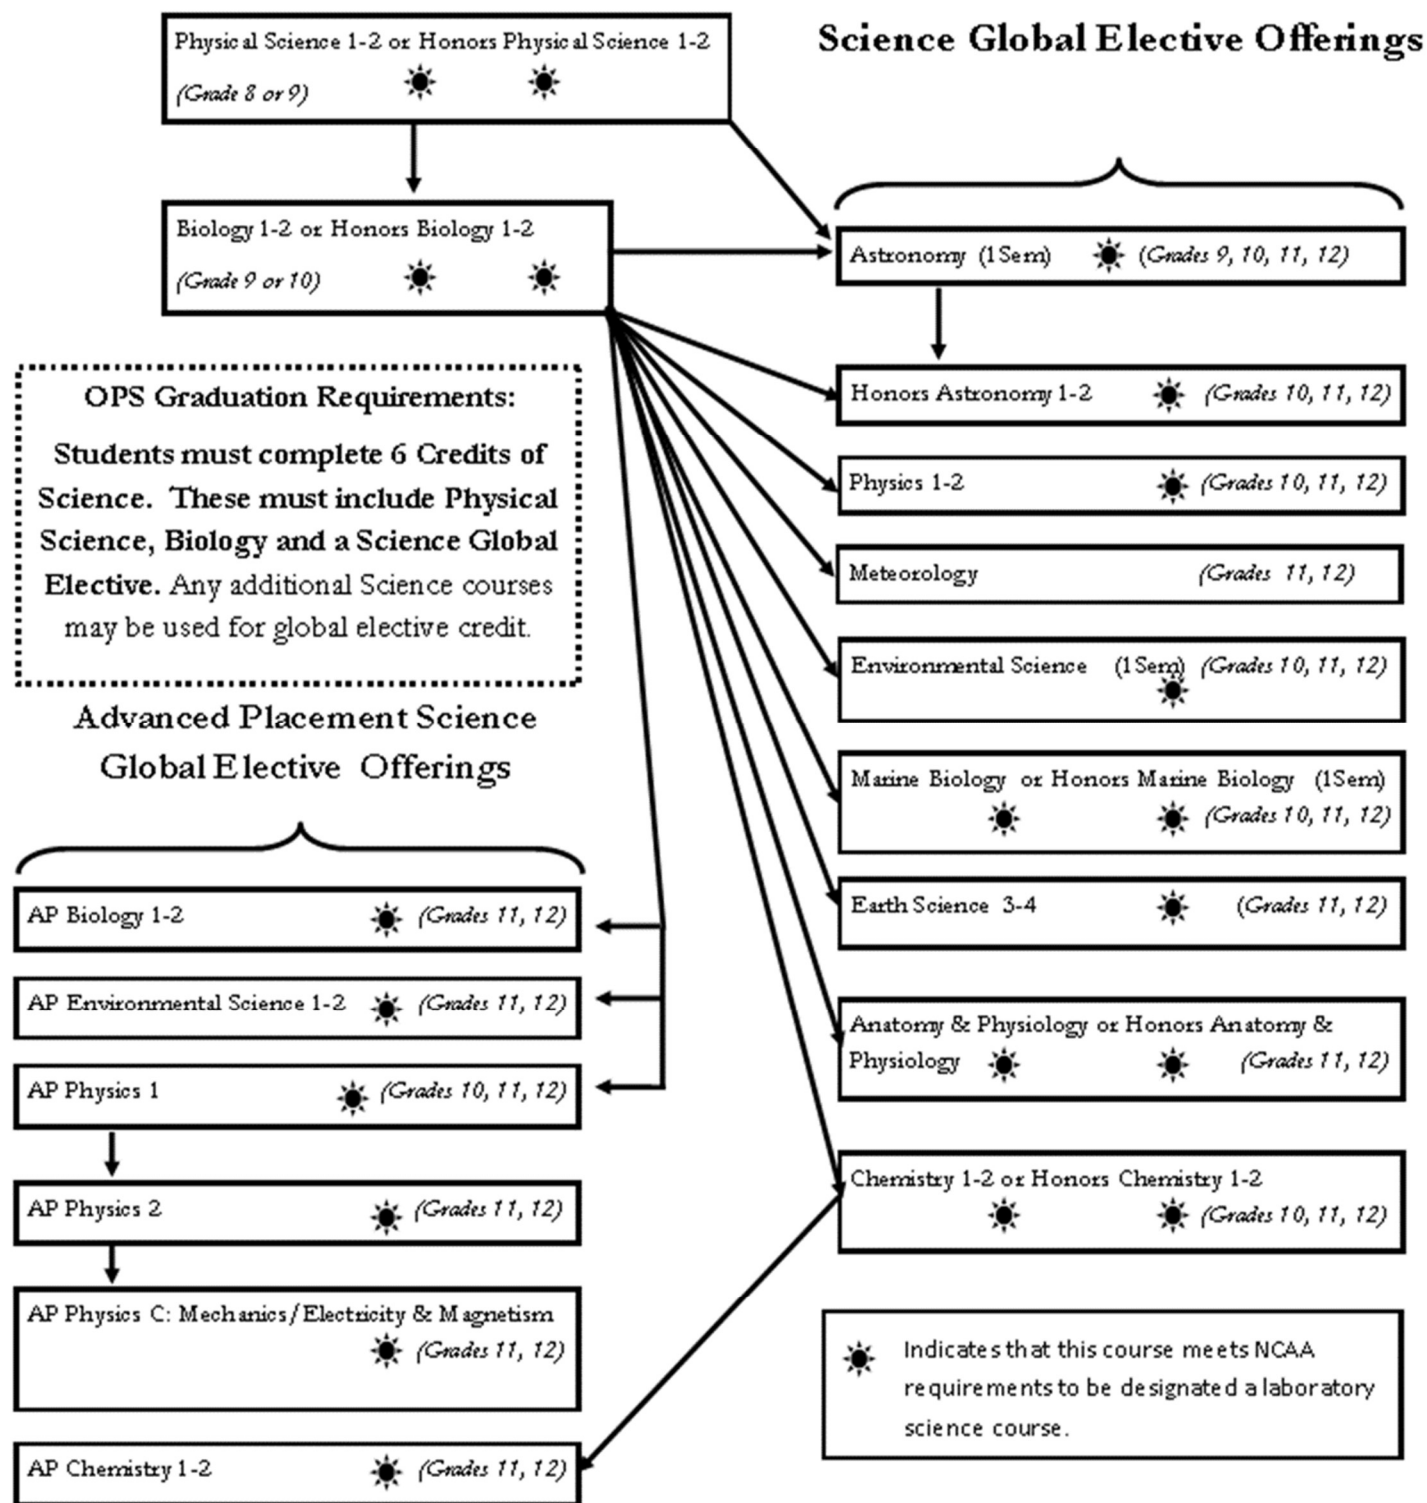 Physical Science 1-2 or Honors Physical Science 1-2
(Grade 8 or 9)
Science Global Elective Offerings
Biology 1-2 or Honors Biology 1-2
(Grade 9 or 10)
Astronomy (1Sem) (Grades 9, 10, 11, 12)
Honors Astronomy 1-2 (Grades 10, 11, 12)
Physics 1-2 (Grades 10, 11, 12)
Meteorology (Grades 11, 12)
Environmental Science (1Sem) (Grades 10, 11, 12)
Marine Biology or Honors Marine Biology (1Sem)
(Grades 10, 11, 12)
Earth Science 3-4 (Grades 11, 12)
Anatomy & Physiology or Honors Anatomy &
Physiology (Grades 11, 12)
Chemistry 1-2 or Honors Chemistry 1-2
(Grades 10, 11, 12)
OPS Graduation Requirements:
Students must complete 6 Credits of
Science. These must include Physical
Science, Biology and a Science Global
Elective. Any additional Science courses
may be used for global elective credit.
Advanced Placement Science
Global Elective Offerings
AP Biology 1-2 (Grades 11, 12)
AP Environmental Science 1-2 (Grades 11, 12)
AP Physics 1 (Grades 10, 11, 12)
AP Physics 2 (Grades 11, 12)
AP Physics C: Mechanics/Electricity & Magnetism
(Grades 11, 12)
AP Chemistry 1-2 (Grades 11, 12)
Indicates that this course meets NCAA
requirements to be designated a laboratory
science course.